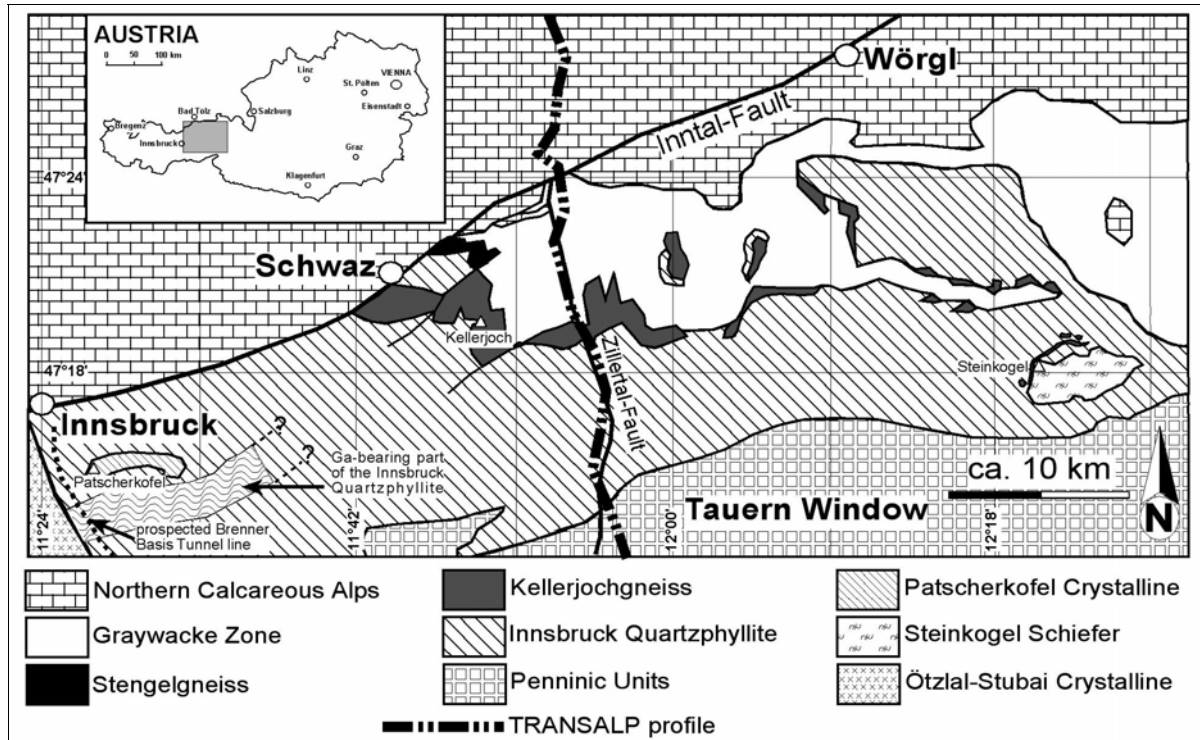 AUSTRIA
0 50 100 km
Linz
St. Pölten
VIENNA
Eisenstadt
Salzburg
Bad Tölz
Bregenz
Innsbruck
Graz
Klagenfurt
Wörgl
Inntal-Fault
47°24'
Schwaz
Kellerjoch
Zillertal-Fault
Steinkogel
47°18'
Innsbruck
?
?
Patscherkofel
Ga-bearing part
of the Innsbruck
Quartzphyllite
prospected Brenner
Basis Tunnel line
Tauern Window
ca. 10 km
N
11°24'
11°42'
12°00'
12°18'
Northern Calcareous Alps
Graywacke Zone
Stengelgneiss
Kellerjochgneiss
Innsbruck Quartzphyllite
Penninic Units
Patscherkofel Crystalline
Steinkogel Schiefer
Ötzlal-Stubai Crystalline
TRANSALP profile